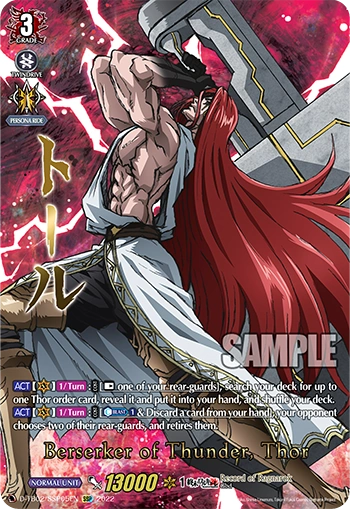 3
GRADE
TWINDRIVE
PERSONA RIDE
トール
SAMPLE
ACT 1/Turn : [ one of your rear-guards], search your deck for up
to one Thor order card, reveal it and put it into your hand, and shuffle your deck.
ACT 1/Turn : [ BLAST 1 & Discard a card from your hand], your opponent
chooses two of their rear-guards, and retires them.
Berserker of Thunder, Thor
NORMAL UNIT 13000 1 Record of Ragnarok
SSP 2022